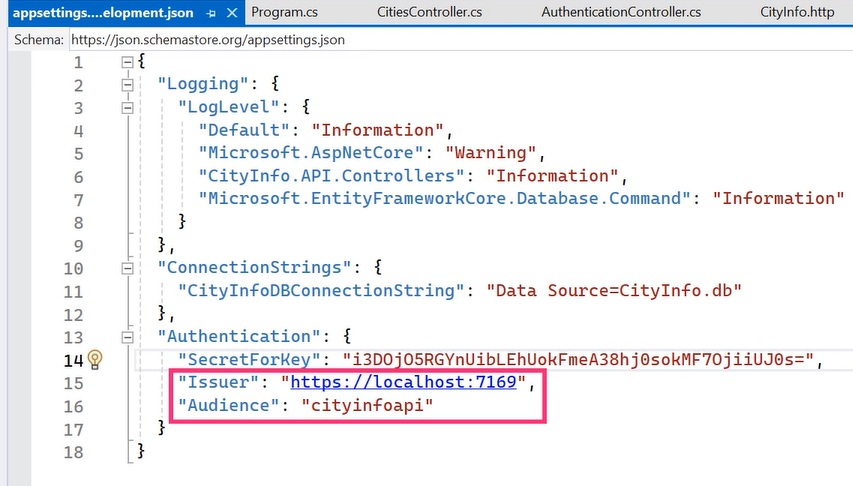 appsettings....elopment.json Program.cs CitiesController.cs AuthenticationController.cs CityInfo.http
Schema: https://json.schemastore.org/appsettings.json
1 {
2 "Logging": {
3 "LogLevel": {
4 "Default": "Information",
5 "Microsoft.AspNetCore": "Warning",
6 "CityInfo.API.Controllers": "Information",
7 "Microsoft.EntityFrameworkCore.Database.Command": "Information"
8 }
9 },
10 "ConnectionStrings": {
11 "CityInfoDBConnectionString": "Data Source=CityInfo.db"
12 },
13 "Authentication": {
14 "SecretForKey": "i3DOjO5RGYnUibLEhUokFmeA38hj0sokMF7OjiiUJ0s=",
15 "Issuer": "https://localhost:7169",
16 "Audience": "cityinfoapi"
17 }
18 }